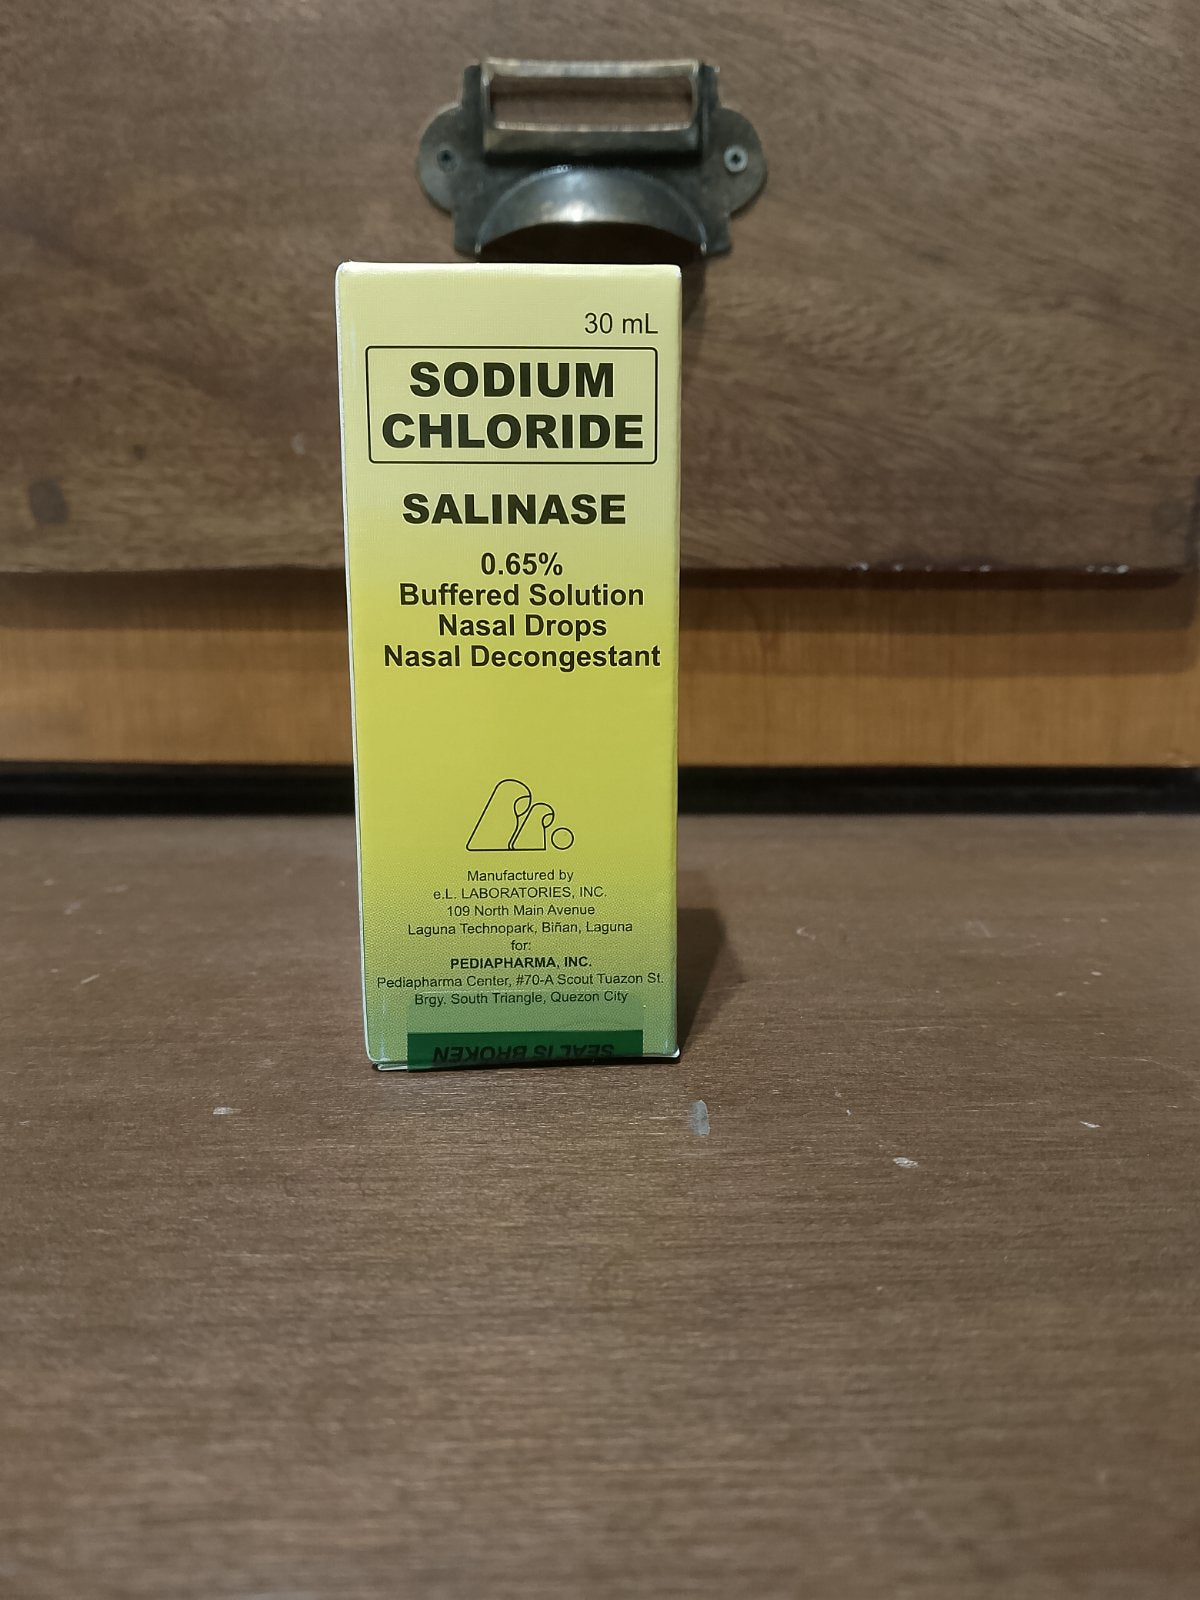 30 mL
SODIUM
CHLORIDE
SALINASE
0.65%
Buffered Solution
Nasal Drops
Nasal Decongestant
Manufactured by
e.L. LABORATORIES, INC.
109 North Main Avenue
Laguna Technopark, Biñan, Laguna
for:
PEDIAPHARMA, INC.
Pediapharma Center, #70-A Scout Tuazon St.
Brgy. South Triangle, Quezon City
SEAL IS BROKEN